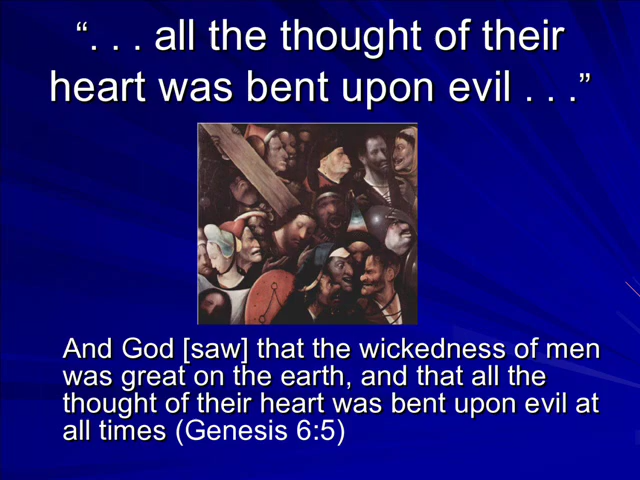 “. . . all the thought of their
heart was bent upon evil . . .”
And God [saw] that the wickedness of men
was great on the earth, and that all the
thought of their heart was bent upon evil at
all times (Genesis 6:5)